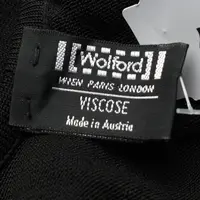 Wolford
WIEN PARIS LONDON
VISCOSE
Made in Austria